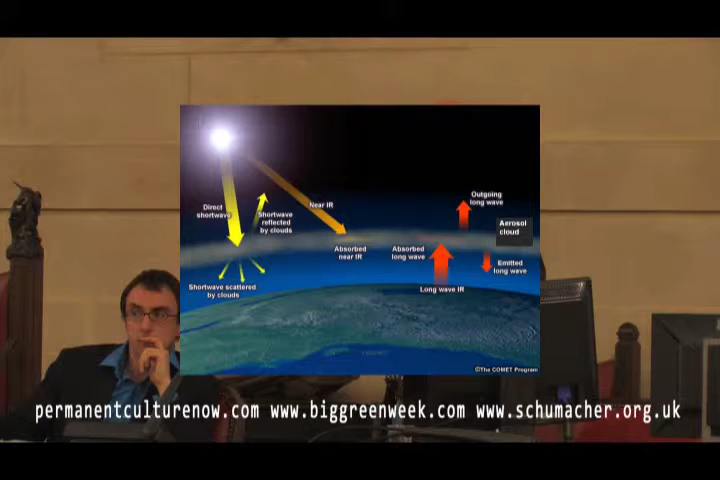 Direct
shortwave
Shortwave
reflected
by clouds
Near IR
Outgoing
long wave
Aerosol
cloud
Absorbed
near IR
Absorbed
long wave
Emitted
long wave
Shortwave scattered
by clouds
Long wave IR
©The COMET Program
permanentculturenow.com www.biggreenweek.com www.schumacher.org.uk